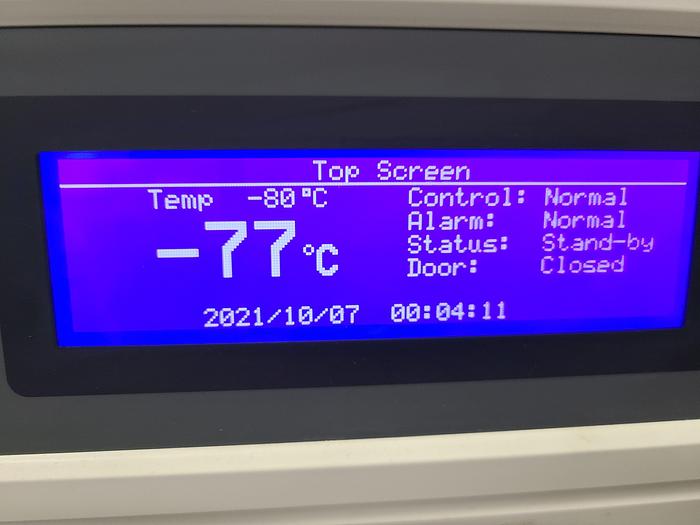 Top Screen
Temp -80℃
-77℃
Control: Normal
Alarm: Normal
Status: Stand-by
Door: Closed
2021/10/07 00:04:11